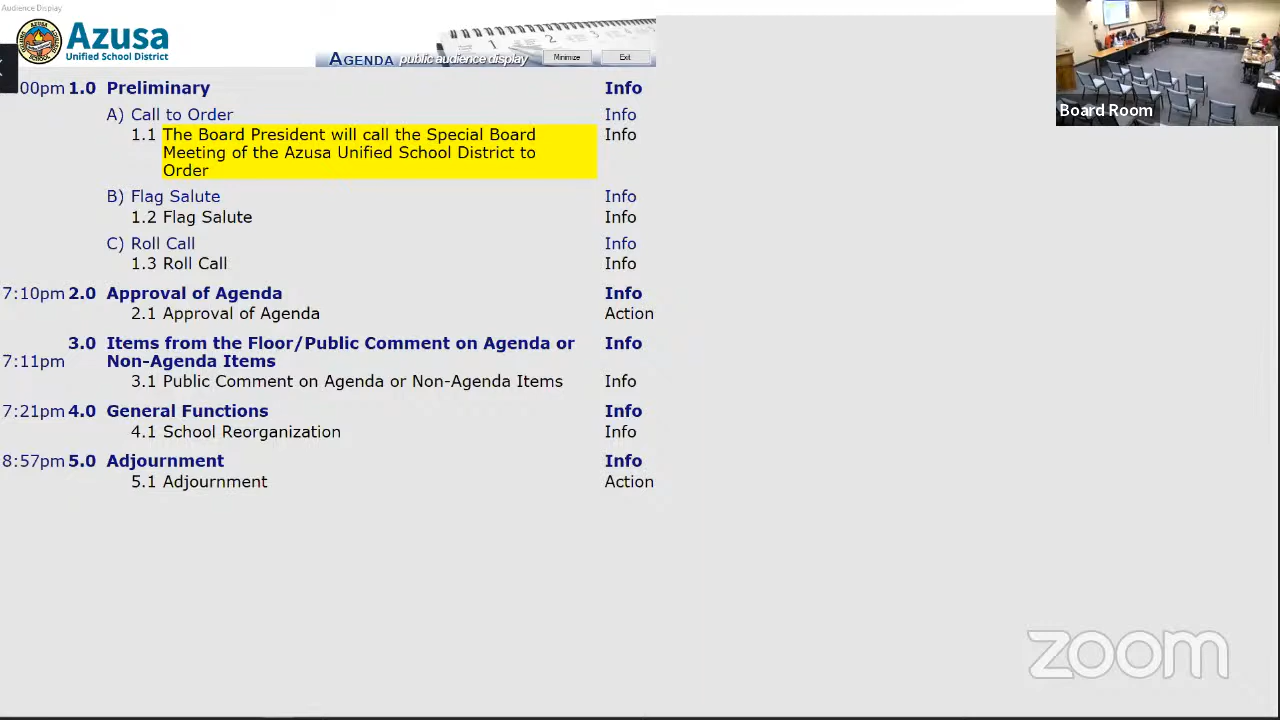 Audience Display
Azusa
Unified School District
AGENDA public audience display
Minimize
Exit
Board Room
00pm 1.0 Preliminary Info
A) Call to Order Info
1.1 The Board President will call the Special Board Info
Meeting of the Azusa Unified School District to
Order
B) Flag Salute Info
1.2 Flag Salute Info
C) Roll Call Info
1.3 Roll Call Info
7:10pm 2.0 Approval of Agenda Info
2.1 Approval of Agenda Action
3.0 Items from the Floor/Public Comment on Agenda or Info
7:11pm Non-Agenda Items
3.1 Public Comment on Agenda or Non-Agenda Items Info
7:21pm 4.0 General Functions Info
4.1 School Reorganization Info
8:57pm 5.0 Adjournment Info
5.1 Adjournment Action
zoom